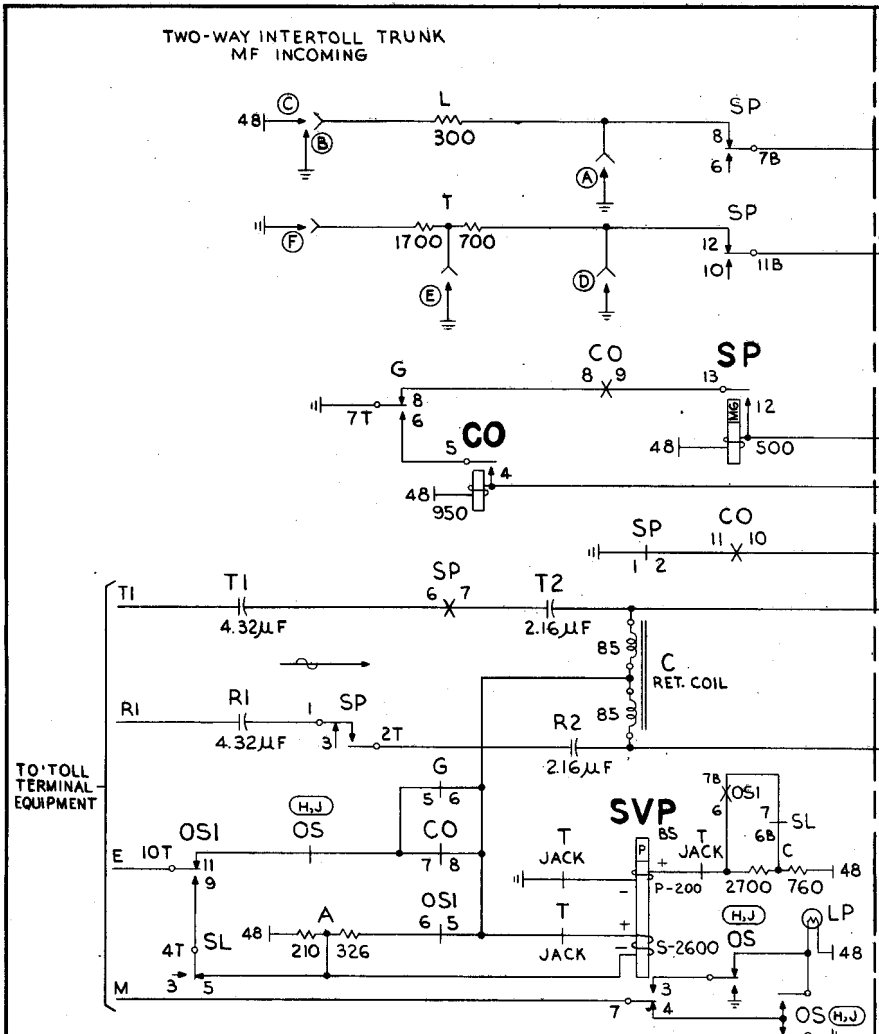 TWO-WAY INTERTOLL TRUNK
MF INCOMING
48 C B L 300 A SP 8 6 7B
F T 1700 700 E D SP 12 10 11B
G 7T 8 6 CO 8 9 SP 13 12 MG 48 500
CO 5 4 48 950
SP 1 2 CO 11 10
T1 T1 4.32µF SP 6 7 T2 2.16µF
85 C
RET. COIL
85
R1 R1 4.32µF 1 SP 3 2T R2 2.16µF
TO TOLL
TERMINAL
EQUIPMENT
G 5 6
E 10T OS1 11 9 H,J OS CO 7 8
SVP P BS + P-200 -
T
JACK
T
JACK
7B OS1 6 7 SL 6B C 2700 760 48
4T SL 3 5 48 A 210 326 OS1 6 5
T
JACK
+ - S-2600
H,J OS LP M 48
M 7 3 4 OS H,J